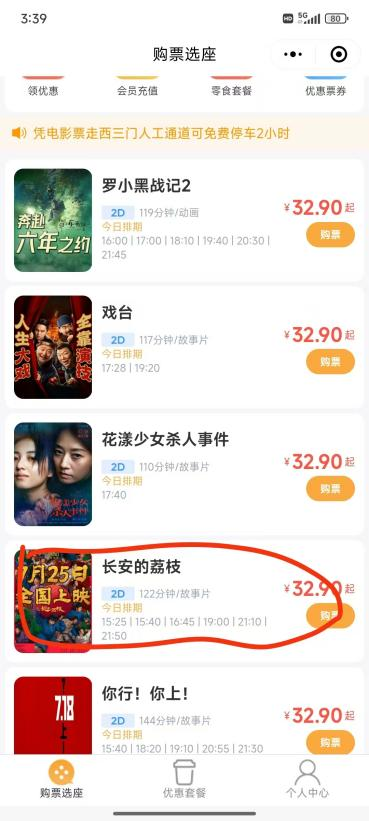 3:39
HD 5G 80
购票选座
领优惠 会员充值 零食套餐 优惠票券
凭电影票走西三门人工通道可免费停车2小时
奔赴
六年之约
罗小黑战记2
2D 119分钟/动画
今日排期
16:00 | 17:00 | 18:10 | 19:40 | 20:30 |
21:45
¥32.90起
购票
人生大戏
全靠演技
戏台
2D 117分钟/故事片
今日排期
17:28 | 19:20
¥32.90起
购票
花漾少女杀人事件
2D 110分钟/故事片
今日排期
17:40
¥32.90起
购票
7月25日
全国上映
长安的荔枝
2D 122分钟/故事片
今日排期
15:25 | 15:40 | 16:45 | 19:00 | 21:10 |
21:50
¥32.90起
购票
7.18
你行！你上！
2D 144分钟/故事片
今日排期
15:40 | 18:20 | 19:10 | 20:55 | 21:30
¥32.90起
购票
购票选座 优惠套餐 个人中心